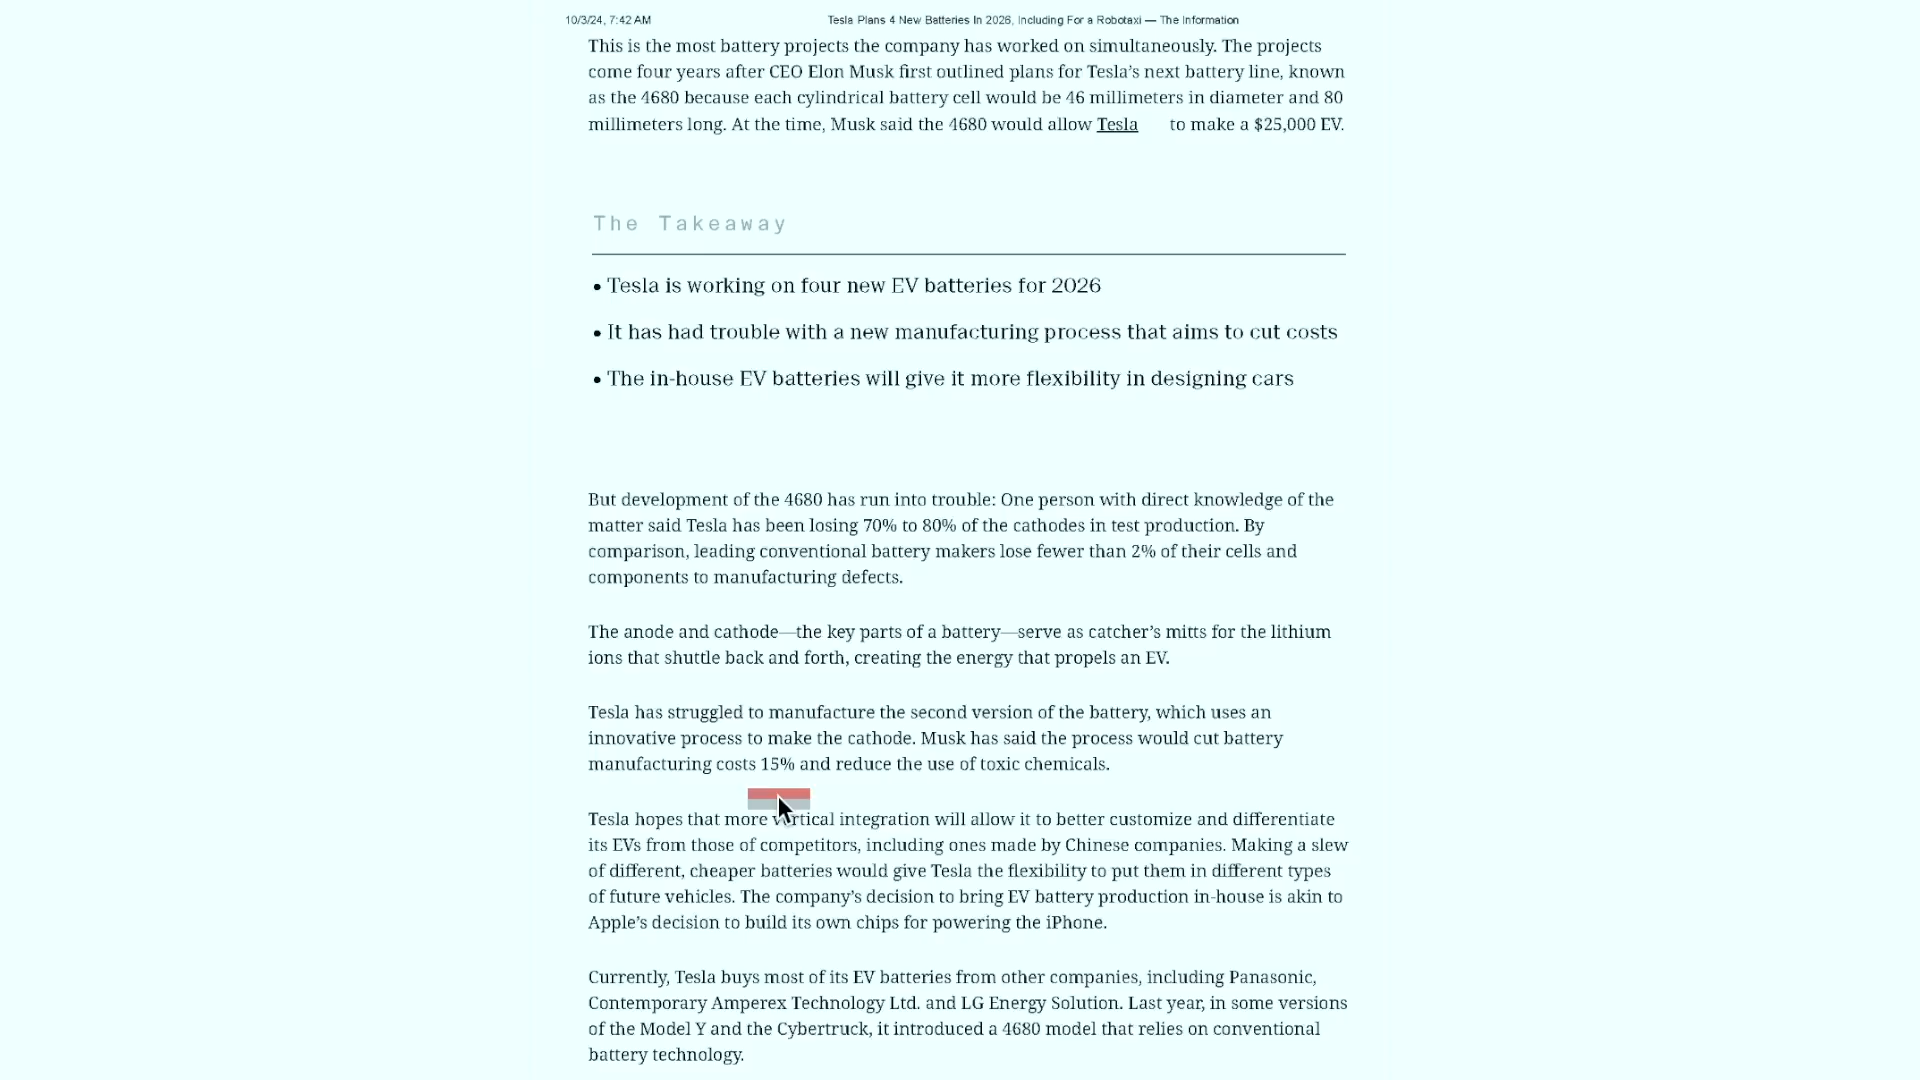 10/3/24, 7:42 AM Tesla Plans 4 New Batteries In 2026, Including For a Robotaxi — The Information
This is the most battery projects the company has worked on simultaneously. The projects
come four years after CEO Elon Musk first outlined plans for Tesla’s next battery line, known
as the 4680 because each cylindrical battery cell would be 46 millimeters in diameter and 80
millimeters long. At the time, Musk said the 4680 would allow Tesla to make a $25,000 EV.
The Takeaway
• Tesla is working on four new EV batteries for 2026
• It has had trouble with a new manufacturing process that aims to cut costs
• The in-house EV batteries will give it more flexibility in designing cars
But development of the 4680 has run into trouble: One person with direct knowledge of the
matter said Tesla has been losing 70% to 80% of the cathodes in test production. By
comparison, leading conventional battery makers lose fewer than 2% of their cells and
components to manufacturing defects.
The anode and cathode—the key parts of a battery—serve as catcher’s mitts for the lithium
ions that shuttle back and forth, creating the energy that propels an EV.
Tesla has struggled to manufacture the second version of the battery, which uses an
innovative process to make the cathode. Musk has said the process would cut battery
manufacturing costs 15% and reduce the use of toxic chemicals.
Tesla hopes that more vertical integration will allow it to better customize and differentiate
its EVs from those of competitors, including ones made by Chinese companies. Making a slew
of different, cheaper batteries would give Tesla the flexibility to put them in different types
of future vehicles. The company’s decision to bring EV battery production in-house is akin to
Apple’s decision to build its own chips for powering the iPhone.
Currently, Tesla buys most of its EV batteries from other companies, including Panasonic,
Contemporary Amperex Technology Ltd. and LG Energy Solution. Last year, in some versions
of the Model Y and the Cybertruck, it introduced a 4680 model that relies on conventional
battery technology.